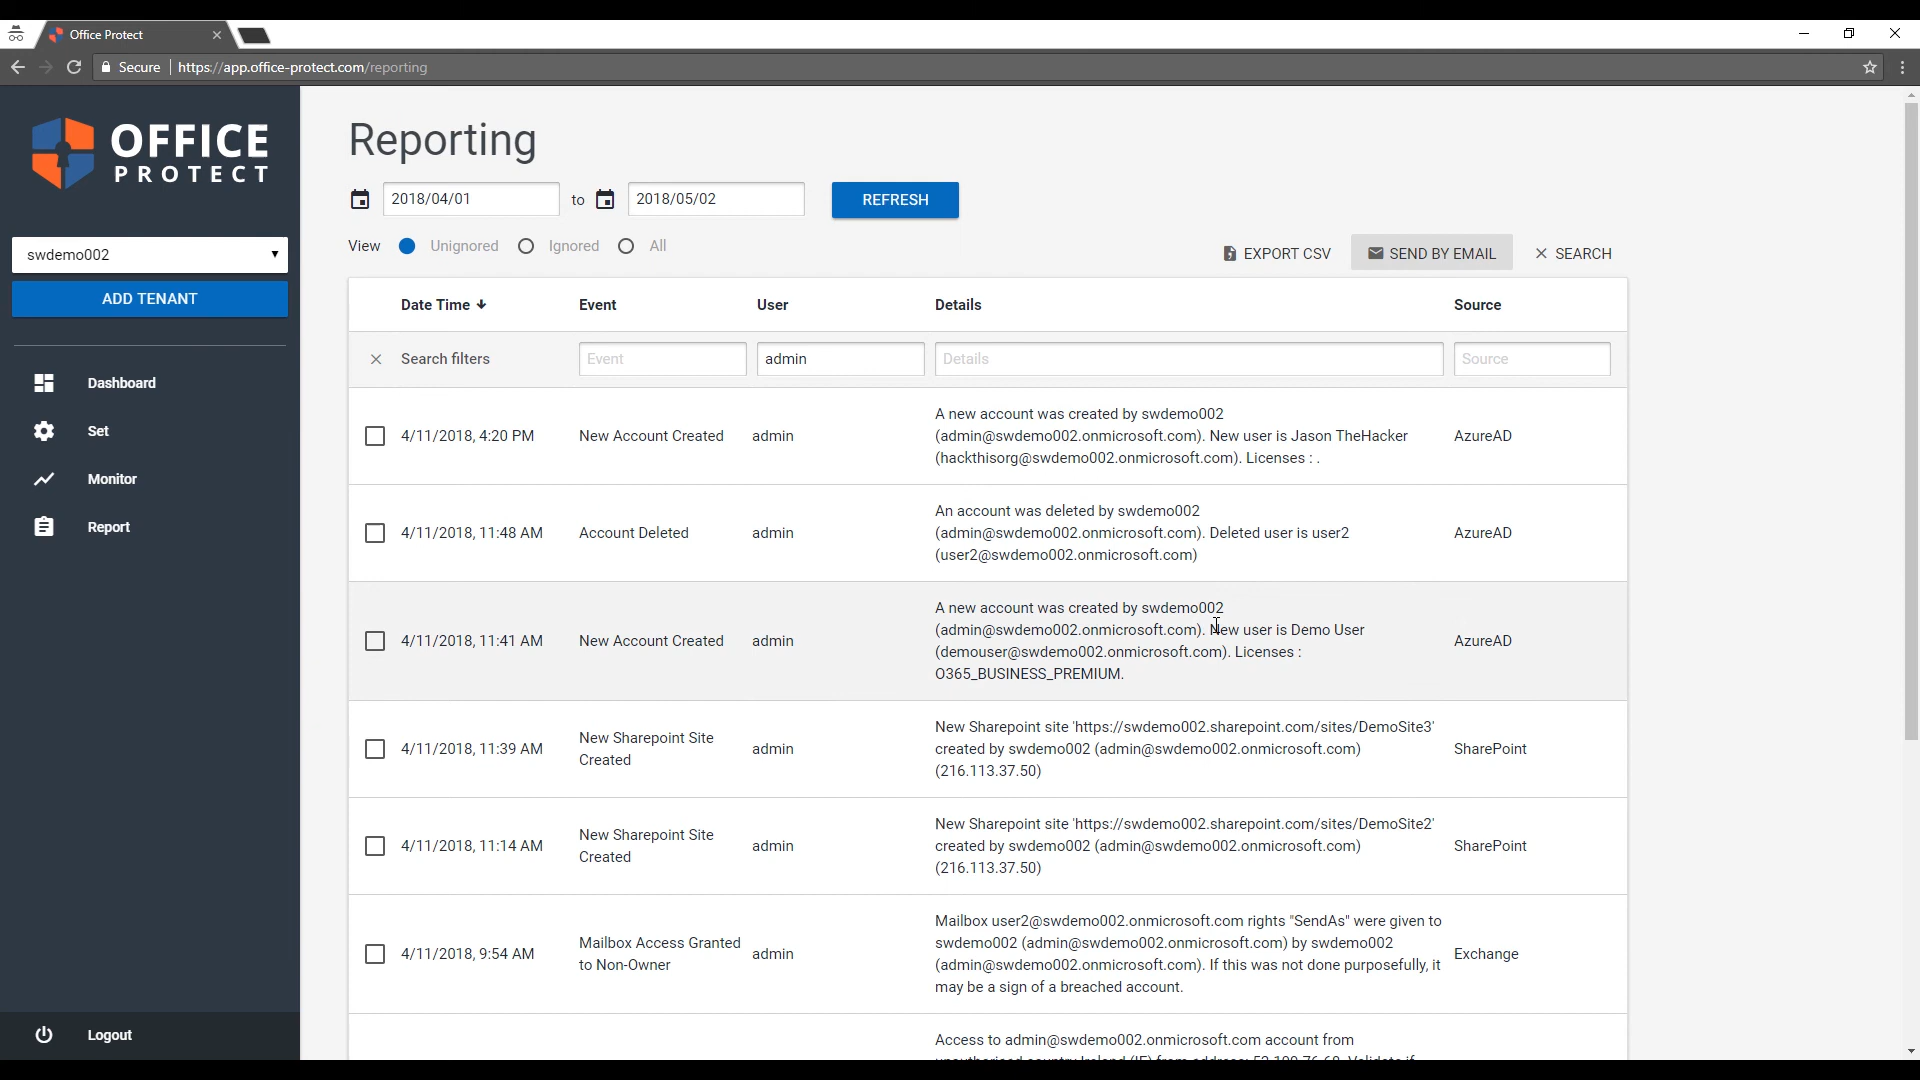 Office Protect
Secure https://app.office-protect.com/reporting
OFFICE
PROTECT
swdemo002
ADD TENANT
Dashboard
Set
Monitor
Report
Logout
Reporting
2018/04/01 to 2018/05/02 REFRESH
View Unignored Ignored All
EXPORT CSV SEND BY EMAIL SEARCH
Date Time Event User Details Source
Search filters Event admin Details Source
A new account was created by swdemo002
4/11/2018, 4:20 PM New Account Created admin (admin@swdemo002.onmicrosoft.com). New user is Jason TheHacker AzureAD
(hackthisorg@swdemo002.onmicrosoft.com). Licenses : .
An account was deleted by swdemo002
4/11/2018, 11:48 AM Account Deleted admin (admin@swdemo002.onmicrosoft.com). Deleted user is user2 AzureAD
(user2@swdemo002.onmicrosoft.com)
A new account was created by swdemo002
(admin@swdemo002.onmicrosoft.com). New user is Demo User
4/11/2018, 11:41 AM New Account Created admin AzureAD
(demouser@swdemo002.onmicrosoft.com). Licenses :
O365_BUSINESS_PREMIUM.
New Sharepoint site 'https://swdemo002.sharepoint.com/sites/DemoSite3'
New Sharepoint Site
4/11/2018, 11:39 AM admin created by swdemo002 (admin@swdemo002.onmicrosoft.com) SharePoint
Created
(216.113.37.50)
New Sharepoint site 'https://swdemo002.sharepoint.com/sites/DemoSite2'
New Sharepoint Site
4/11/2018, 11:14 AM admin created by swdemo002 (admin@swdemo002.onmicrosoft.com) SharePoint
Created
(216.113.37.50)
Mailbox user2@swdemo002.onmicrosoft.com rights "SendAs" were given to
Mailbox Access Granted swdemo002 (admin@swdemo002.onmicrosoft.com) by swdemo002
4/11/2018, 9:54 AM admin Exchange
to Non-Owner (admin@swdemo002.onmicrosoft.com). If this was not done purposefully, it
may be a sign of a breached account.
Access to admin@swdemo002.onmicrosoft.com account from